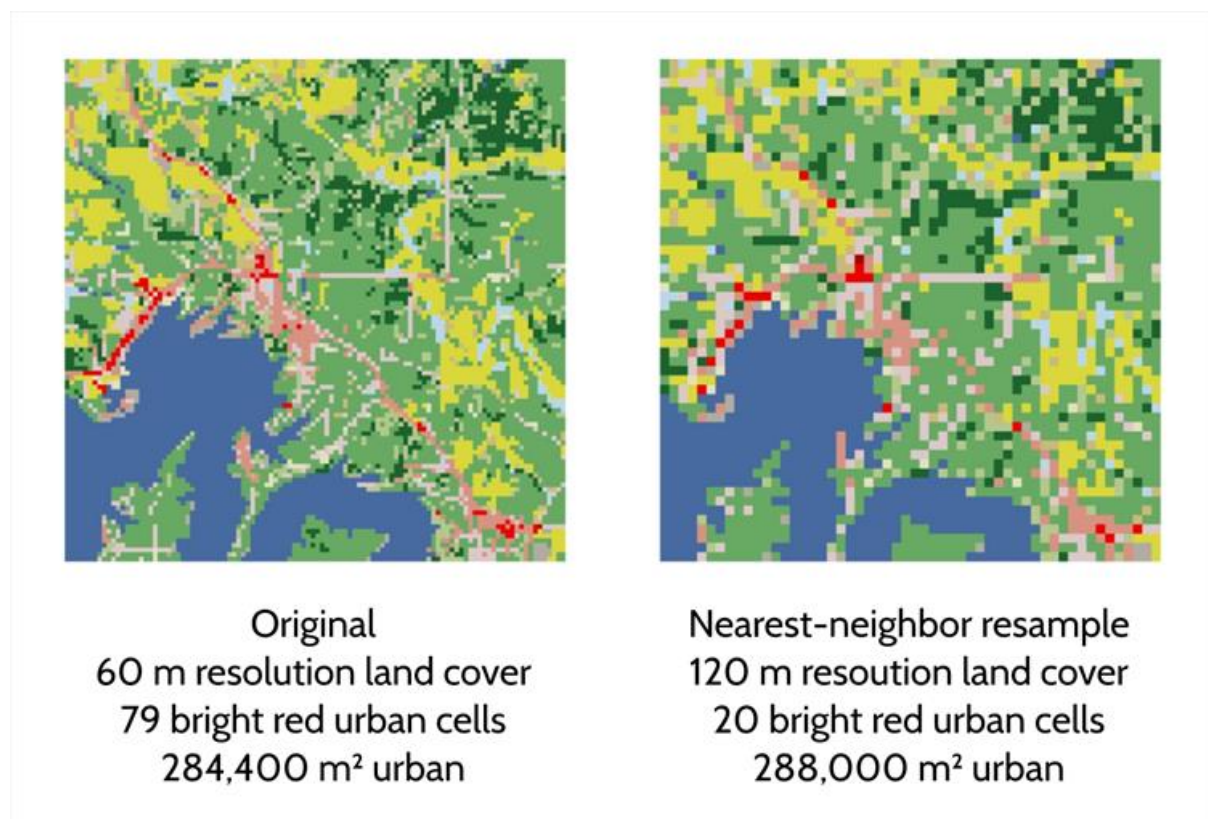 Original
60 m resolution land cover
79 bright red urban cells
284,400 m² urban
Nearest-neighbor resample
120 m resoution land cover
20 bright red urban cells
288,000 m² urban